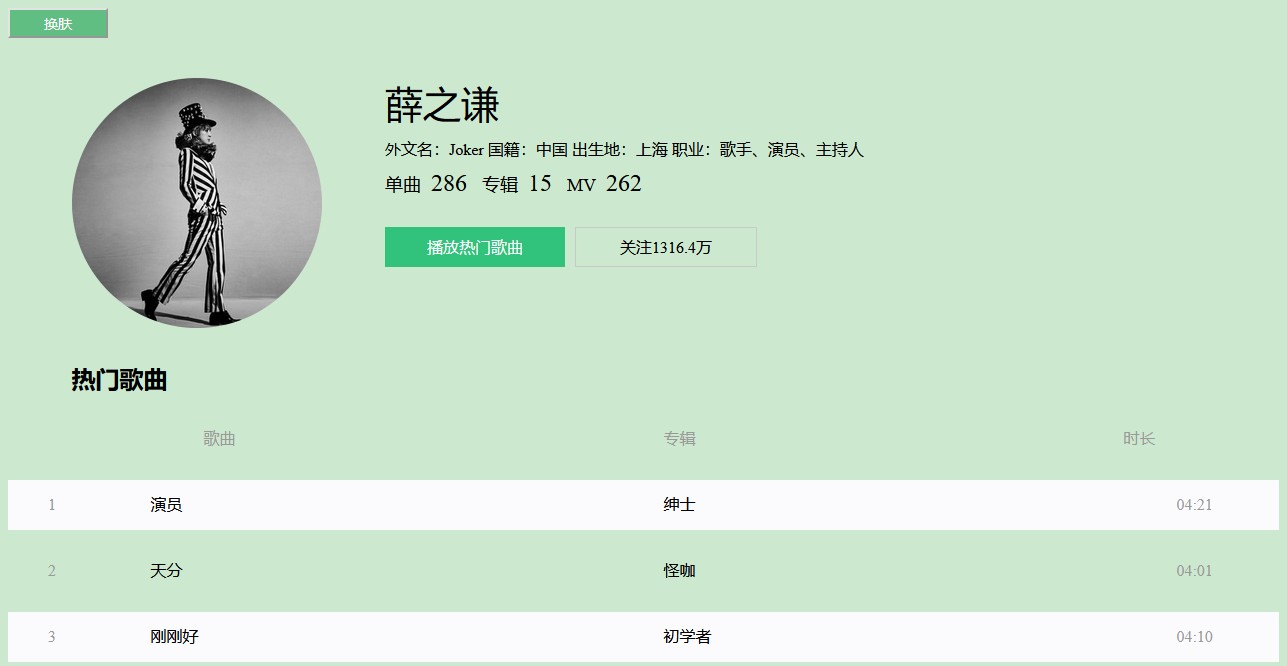 换肤
薛之谦
外文名：Joker 国籍：中国 出生地：上海 职业：歌手、演员、主持人
单曲 286 专辑 15 MV 262
播放热门歌曲 关注1316.4万
热门歌曲
歌曲 专辑 时长
1 演员 绅士 04:21
2 天分 怪咖 04:01
3 刚刚好 初学者 04:10